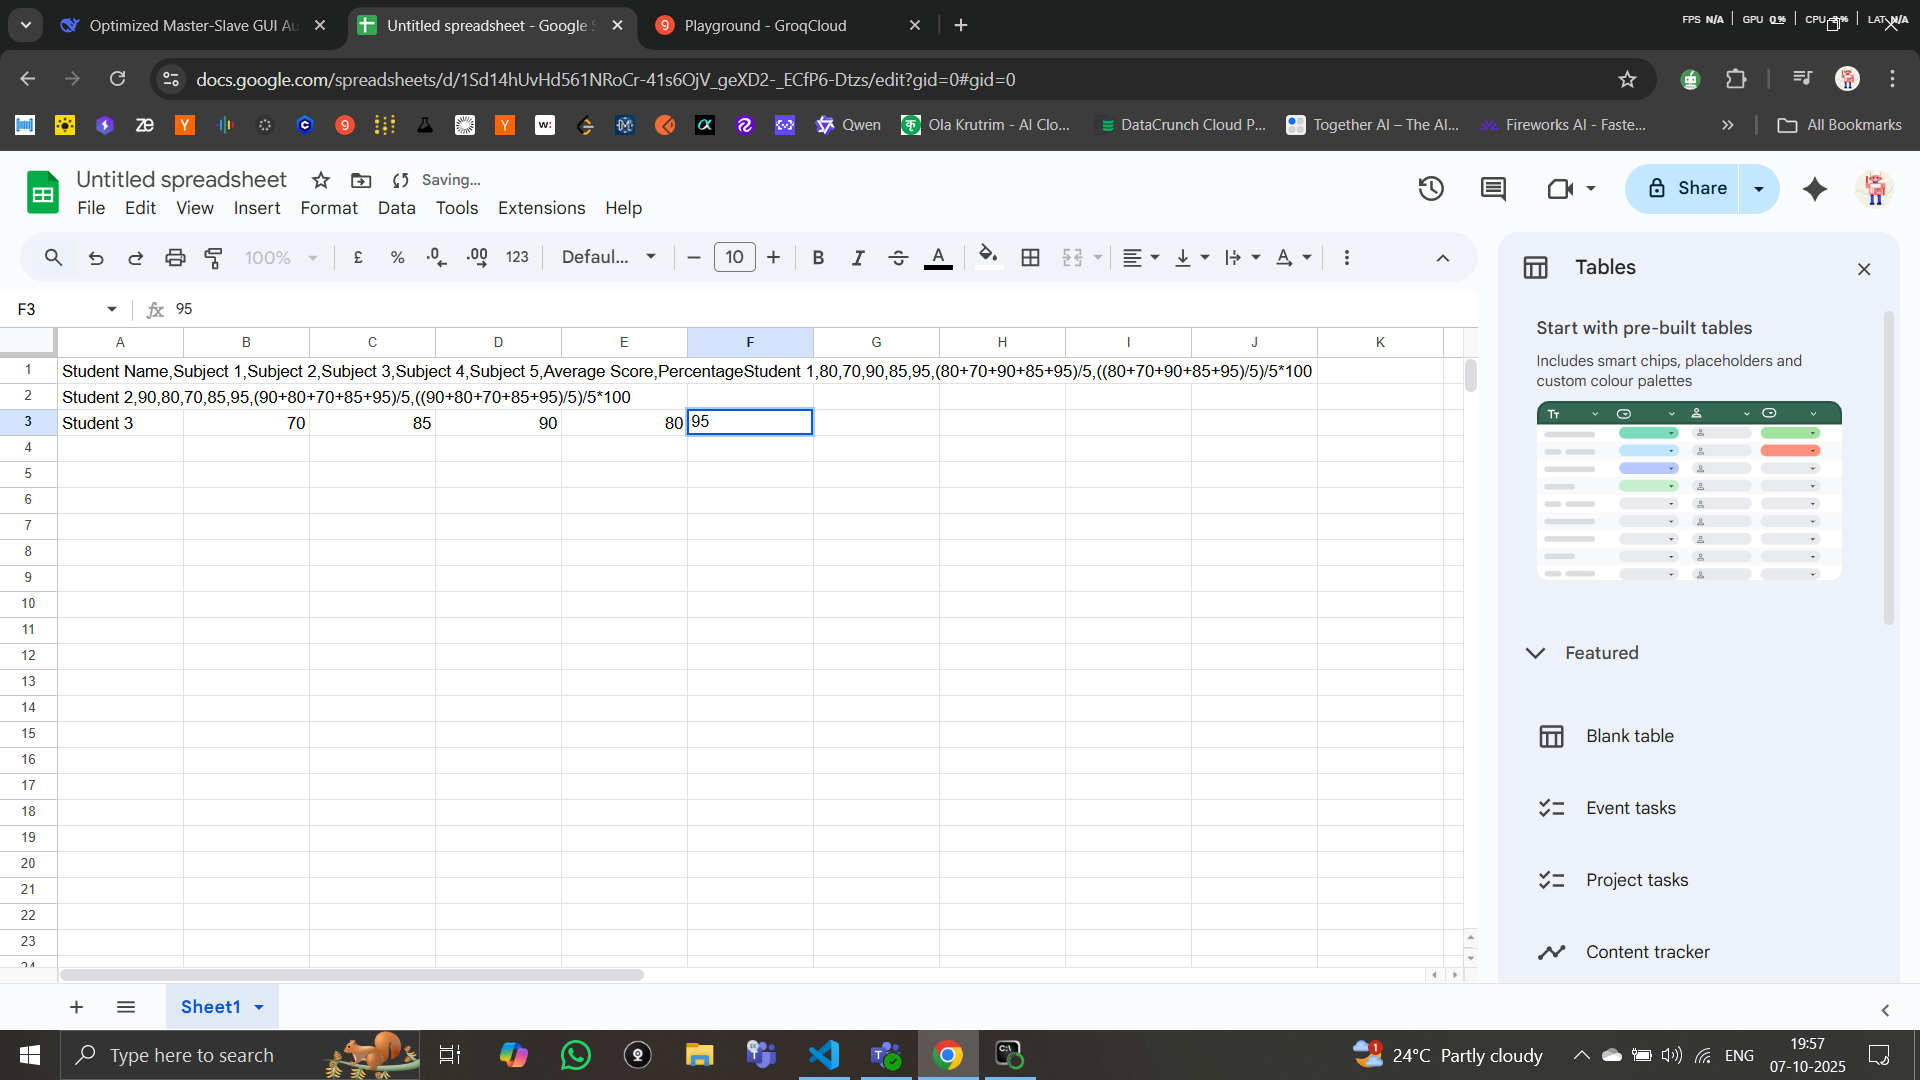 Optimized Master-Slave GUI Au
Untitled spreadsheet - Google S
Playground - GroqCloud
FPS N/A GPU 0% CPU 2% LAT N/A
docs.google.com/spreadsheets/d/1Sd14hUvHd561NRoCr-41s6OjV_geXD2-_ECfP6-Dtzs/edit?gid=0#gid=0
Qwen
Ola Krutrim - AI Clo...
DataCrunch Cloud P...
Together AI – The AI...
Fireworks AI - Faste...
All Bookmarks
Untitled spreadsheet
Saving...
File Edit View Insert Format Data Tools Extensions Help
Share
100% £ % .0 .00 123 Defaul... 10 B I S A
F3 fx 95
A B C D E F G H I J K
1 Student Name,Subject 1,Subject 2,Subject 3,Subject 4,Subject 5,Average Score,PercentageStudent 1,80,70,90,85,95,(80+70+90+85+95)/5,((80+70+90+85+95)/5)/5*100
2 Student 2,90,80,70,85,95,(90+80+70+85+95)/5,((90+80+70+85+95)/5)/5*100
3 Student 3 70 85 90 80 95
4
5
6
7
8
9
10
11
12
13
14
15
16
17
18
19
20
21
22
23
24
Tables
Start with pre-built tables
Includes smart chips, placeholders and
custom colour palettes
Featured
Blank table
Event tasks
Project tasks
Content tracker
Sheet1
Type here to search
24°C Partly cloudy
ENG
19:57
07-10-2025